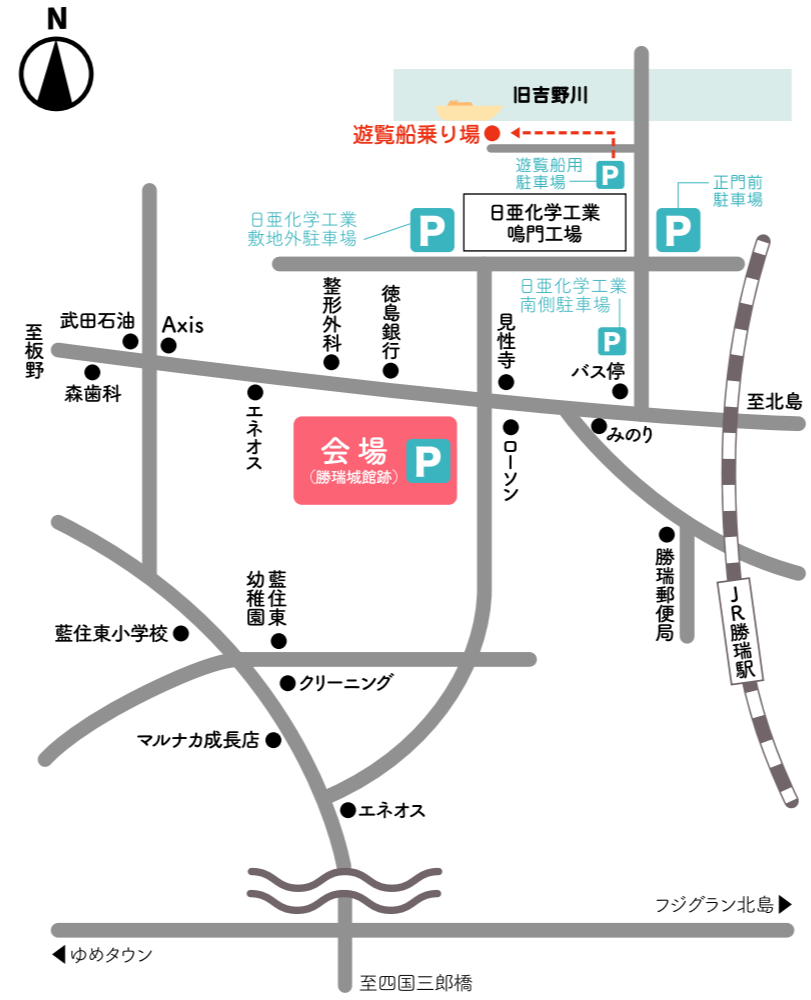 N
旧吉野川
遊覧船乗り場
遊覧船用
駐車場
P
正門前
駐車場
日亜化学工業
敷地外駐車場
P
日亜化学工業
鳴門工場
P
日亜化学工業
南側駐車場
P
至板野
武田石油
Axis
整形外科
徳島銀行
見性寺
バス停
至北島
森歯科
エネオス
会場
(勝瑞城館跡)
P
ローソン
みのり
勝瑞郵便局
JR勝瑞駅
藍住東
幼稚園
藍住東小学校
クリーニング
マルナカ成長店
エネオス
フジグラン北島▶
◀ゆめタウン
至四国三郎橋